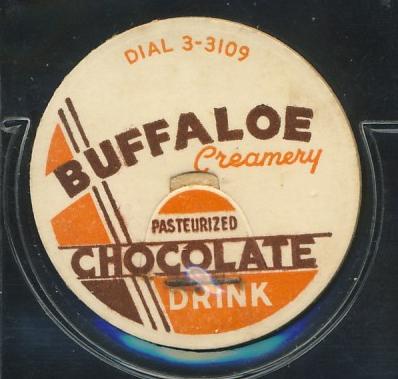 DIAL 3-3109
BUFFALOE
Creamery
PASTEURIZED
CHOCOLATE
DRINK